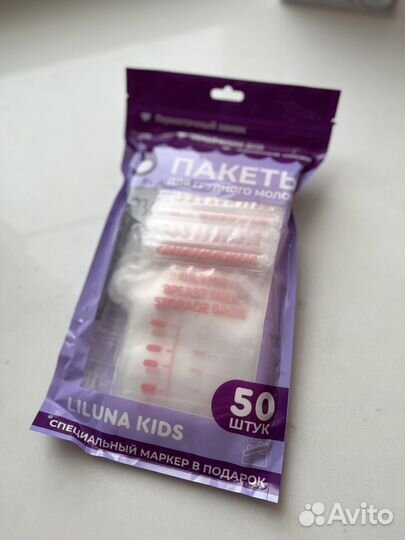 Герметичный замок
ПАКЕТЫ
ДЛЯ ГРУДНОГО МОЛО
BREAST MILK
STORAGE BAGS
50
ШТУК
LILUNA KIDS
СПЕЦИАЛЬНЫЙ МАРКЕР В ПОДАРОК
Avito